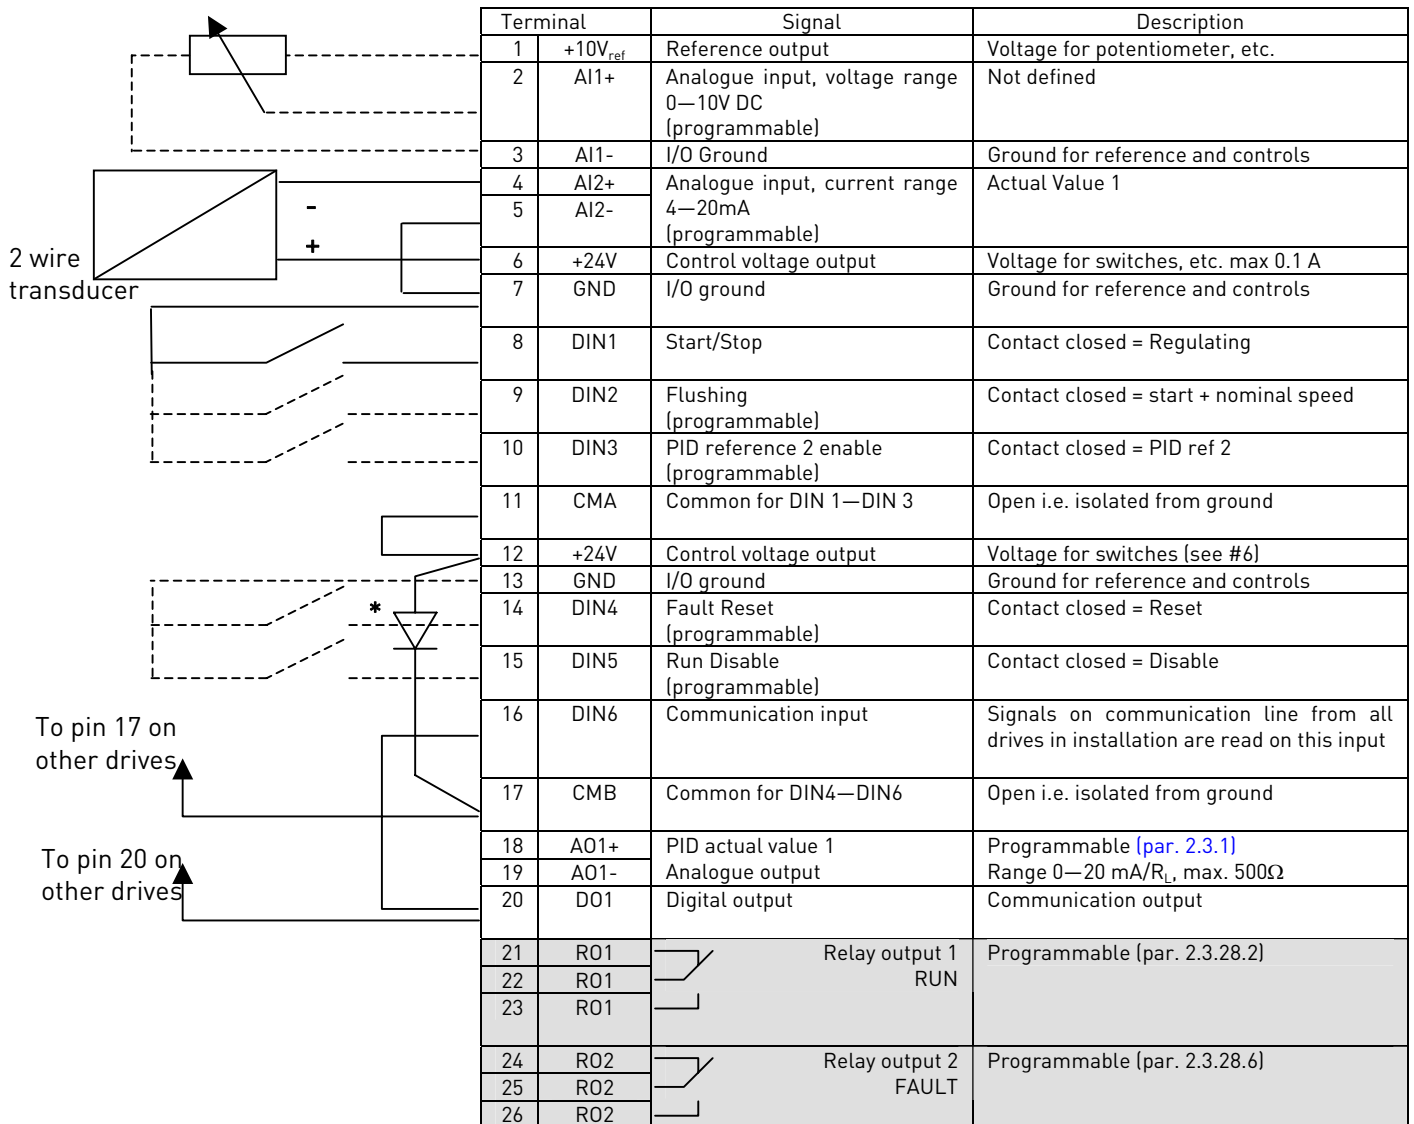 Terminal Signal Description
1 +10Vref Reference output Voltage for potentiometer, etc.
2 AI1+ Analogue input, voltage range Not defined
0—10V DC
(programmable)
3 AI1- I/O Ground Ground for reference and controls
4 AI2+ Analogue input, current range Actual Value 1
5 AI2- 4—20mA
(programmable)
-
+
2 wire
transducer
6 +24V Control voltage output Voltage for switches, etc. max 0.1 A
7 GND I/O ground Ground for reference and controls
8 DIN1 Start/Stop Contact closed = Regulating
9 DIN2 Flushing Contact closed = start + nominal speed
(programmable)
10 DIN3 PID reference 2 enable Contact closed = PID ref 2
(programmable)
11 CMA Common for DIN 1—DIN 3 Open i.e. isolated from ground
12 +24V Control voltage output Voltage for switches (see #6)
13 GND I/O ground Ground for reference and controls
*
14 DIN4 Fault Reset Contact closed = Reset
(programmable)
15 DIN5 Run Disable Contact closed = Disable
(programmable)
16 DIN6 Communication input Signals on communication line from all
drives in installation are read on this input
To pin 17 on
other drives
17 CMB Common for DIN4—DIN6 Open i.e. isolated from ground
18 AO1+ PID actual value 1 Programmable (par. 2.3.1)
19 AO1- Analogue output Range 0—20 mA/RL, max. 500Ω
To pin 20 on
other drives
20 DO1 Digital output Communication output
21 RO1 Relay output 1 Programmable (par. 2.3.28.2)
22 RO1 RUN
23 RO1
24 RO2 Relay output 2 Programmable (par. 2.3.28.6)
25 RO2 FAULT
26 RO2